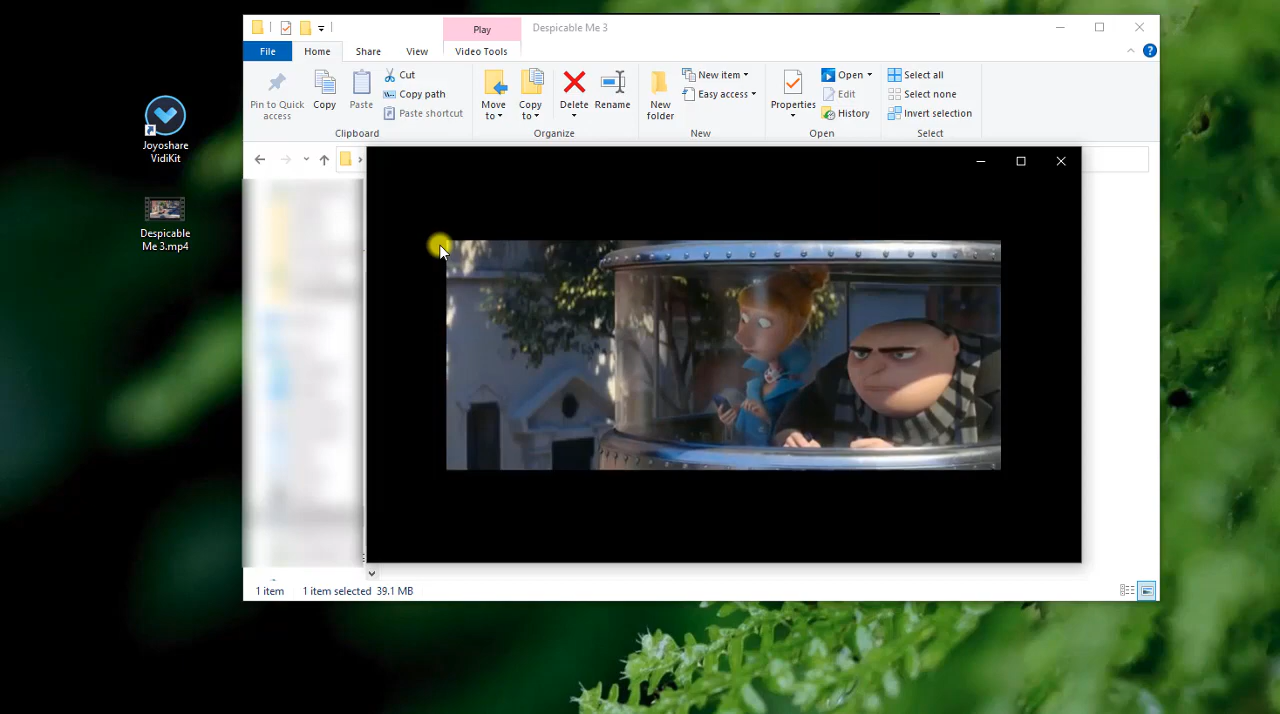 Play
Despicable Me 3
File
Home
Share
View
Video Tools
Pin to Quick
access
Copy
Paste
Cut
Copy path
Paste shortcut
Clipboard
Move
to
Copy
to
Delete
Rename
Organize
New
folder
New item
Easy access
New
Properties
Open
Edit
History
Open
Select all
Select none
Invert selection
Select
Joyoshare
VidiKit
Despicable
Me 3.mp4
1 item
1 item selected 39.1 MB